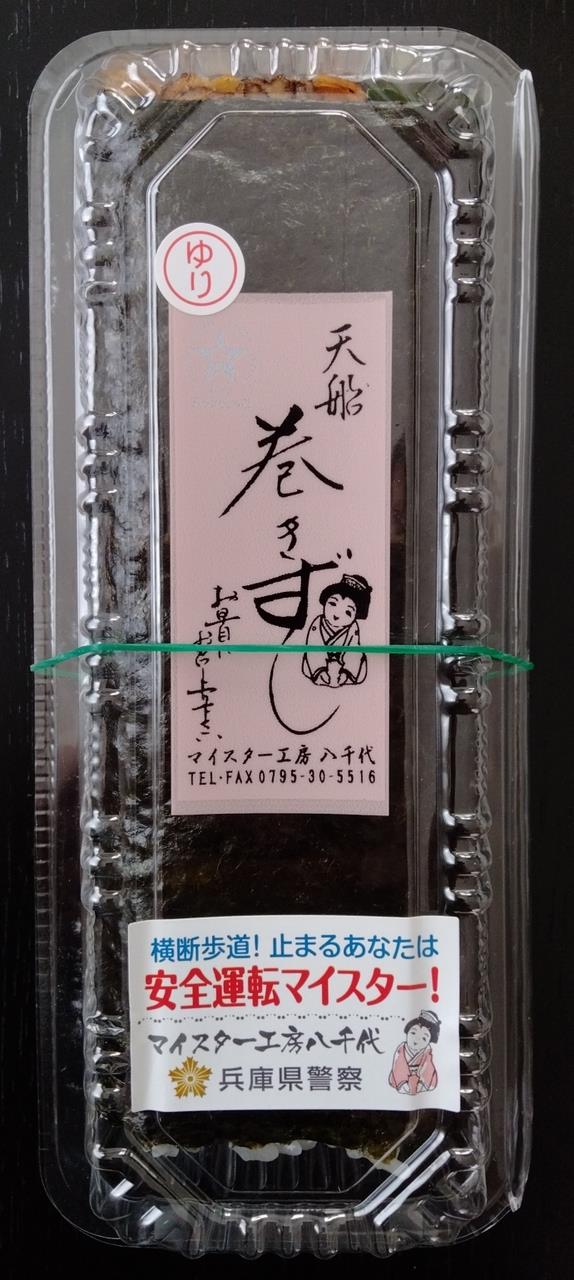 ゆり
天船
巻きずし
お昼に
マイスター工房 八千代
TEL・FAX 0795-30-5516
横断歩道! 止まるあなたは
安全運転マイスター!
マイスター工房八千代
兵庫県警察